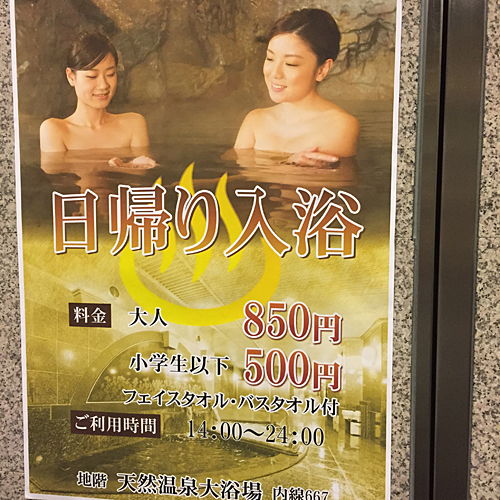 日帰り入浴
料金 大人 850円
小学生以下 500円
フェイスタオル・バスタオル付
ご利用時間 14:00～24:00
地階 天然温泉大浴場 内線667